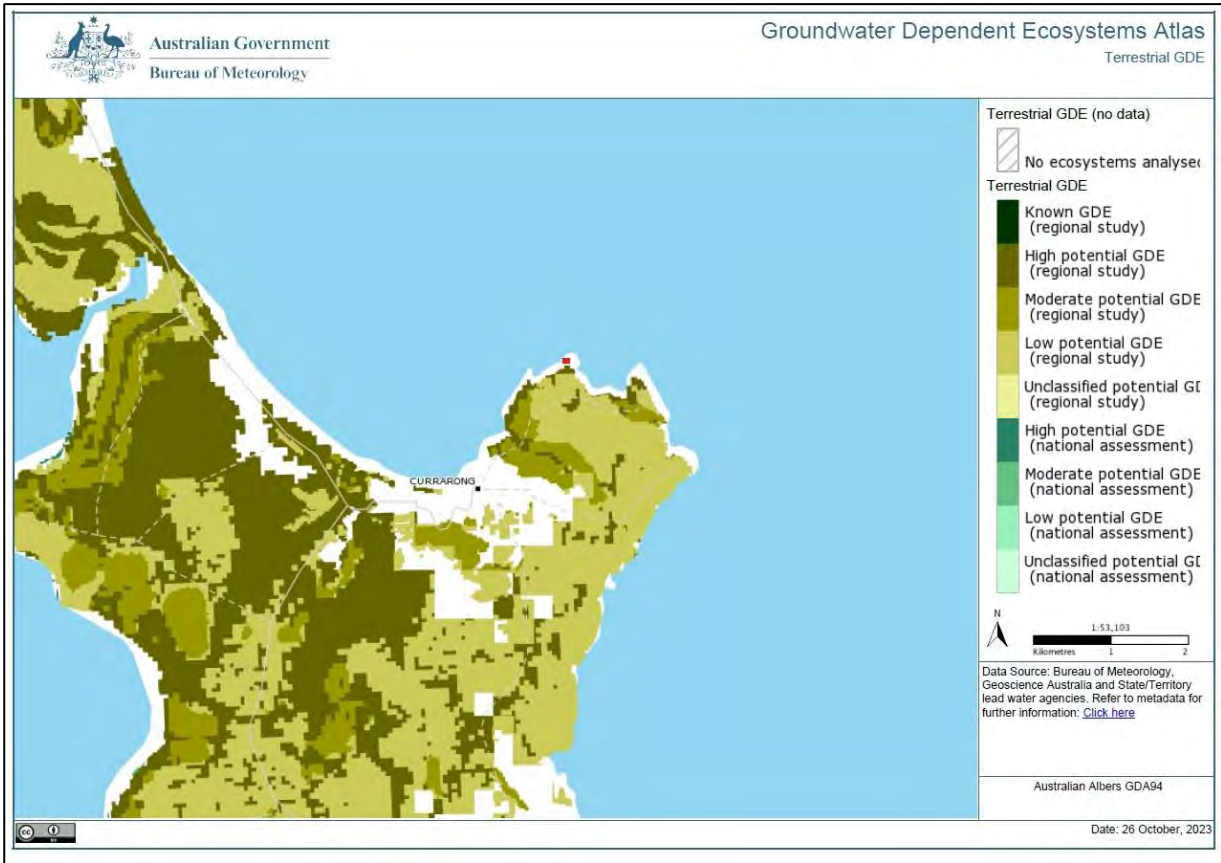 Australian Government
Bureau of Meteorology
Groundwater Dependent Ecosystems Atlas
Terrestrial GDE
CURRARONG
Terrestrial GDE (no data)
No ecosystems analysec
Terrestrial GDE
Known GDE
(regional study)
High potential GDE
(regional study)
Moderate potential GDE
(regional study)
Low potential GDE
(regional study)
Unclassified potential GE
(regional study)
High potential GDE
(national assessment)
Moderate potential GDE
(national assessment)
Low potential GDE
(national assessment)
Unclassified potential GE
(national assessment)
N
1:53,103
Kilometres 1 2
Data Source: Bureau of Meteorology,
Geoscience Australia and State/Territory
lead water agencies. Refer to metadata for
further information: Click here
Australian Albers GDA94
cc BY
Date: 26 October, 2023